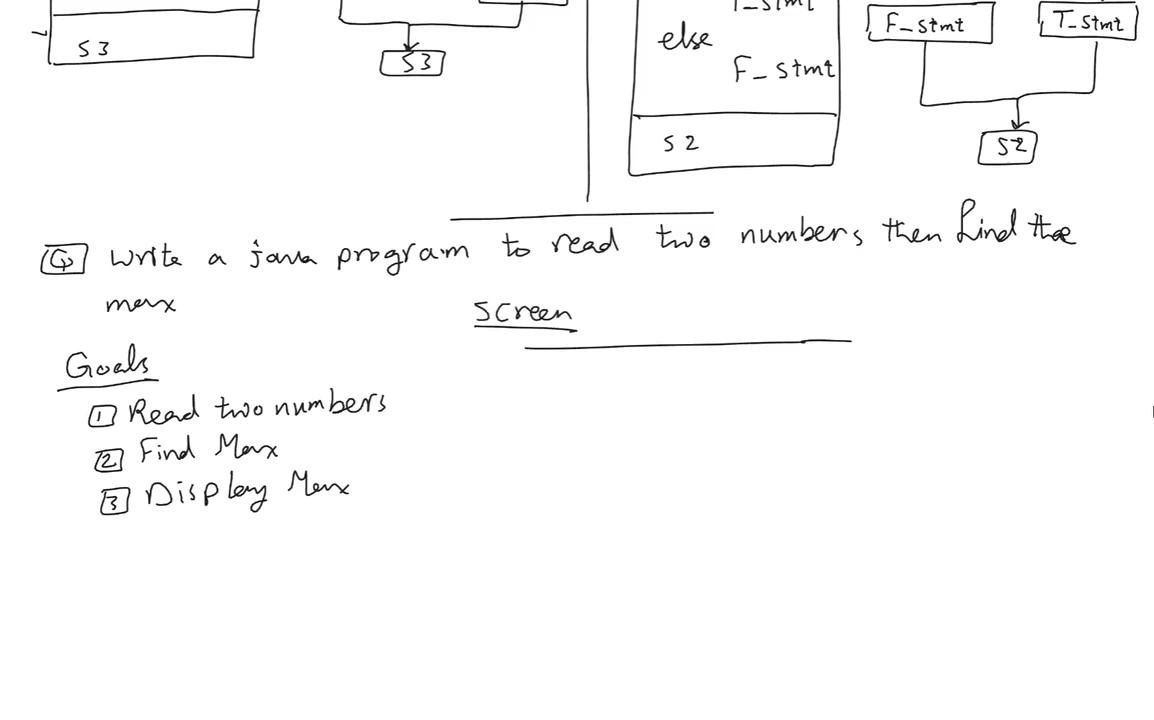 T_stmt
F_stmt
T_stmt
S3
S3
else
F_stmt
S2
S2
Q Write a java program to read two numbers then find the
max
Screen
Goals
1 Read two numbers
2 Find Max
3 Display Max